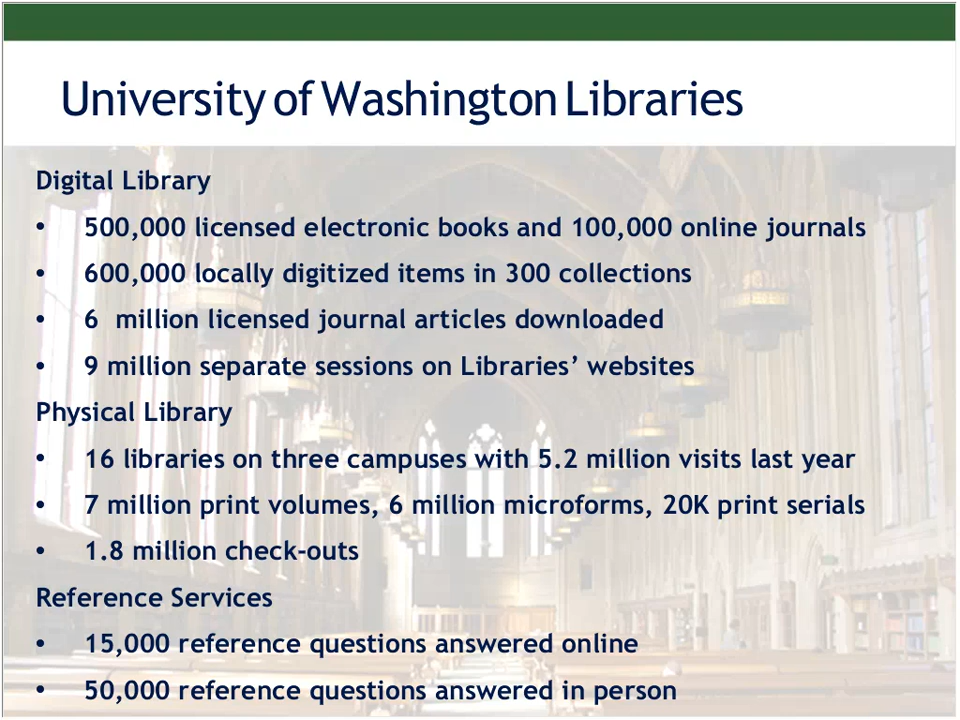 University of Washington Libraries
Digital Library
• 500,000 licensed electronic books and 100,000 online journals
• 600,000 locally digitized items in 300 collections
• 6 million licensed journal articles downloaded
• 9 million separate sessions on Libraries’ websites
Physical Library
• 16 libraries on three campuses with 5.2 million visits last year
• 7 million print volumes, 6 million microforms, 20K print serials
• 1.8 million check-outs
Reference Services
• 15,000 reference questions answered online
• 50,000 reference questions answered in person